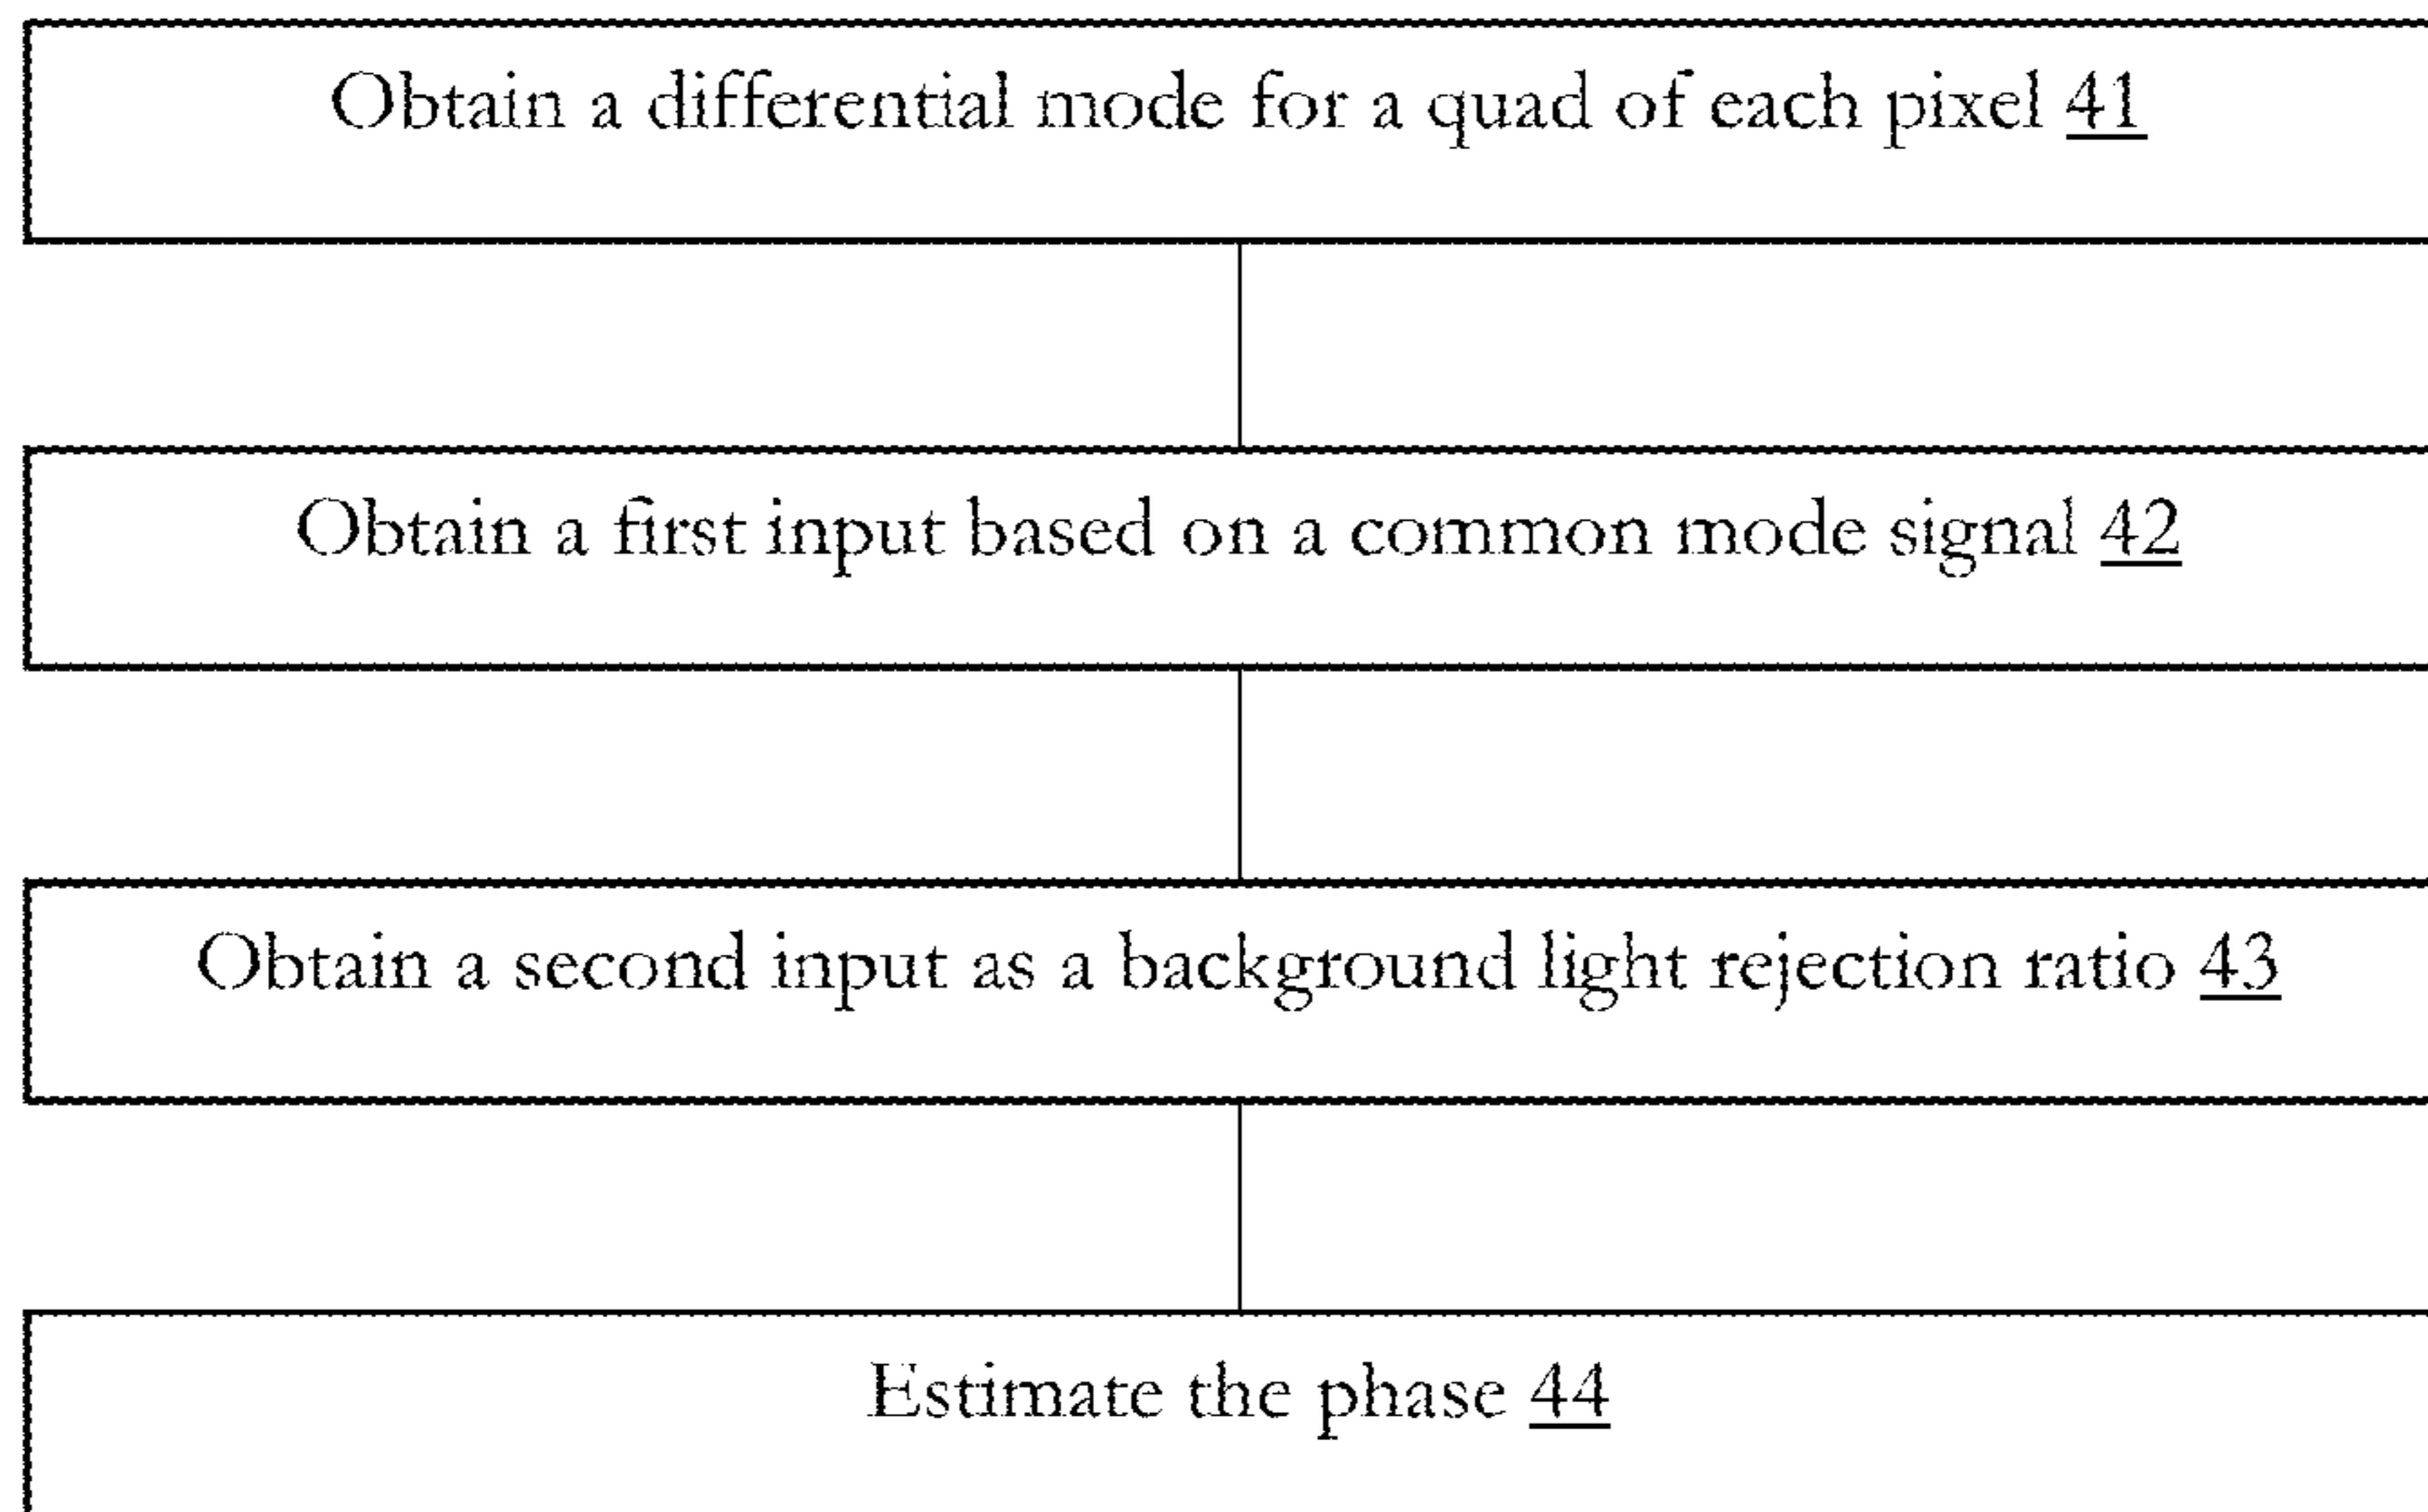 Obtain a differential mode for a quad of each pixel 41
Obtain a first input based on a common mode signal 42
Obtain a second input as a background light rejection ratio 43
Estimate the phase 44